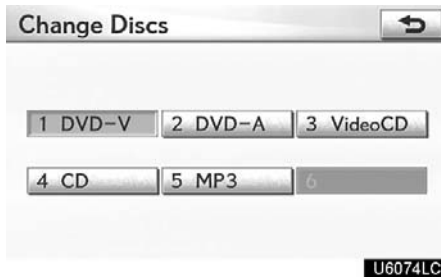 Change Discs
1 DVD-V 2 DVD-A 3 VideoCD
4 CD 5 MP3 6
U6074LC